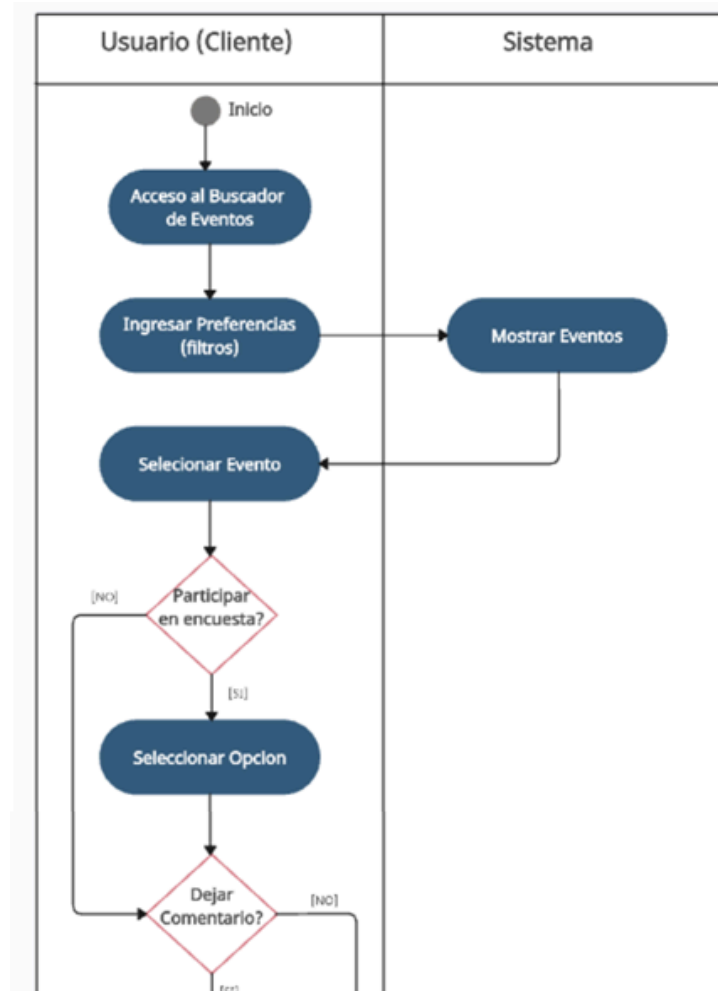 Usuario (Cliente)
Sistema
Inicio
Acceso al Buscador
de Eventos
Ingresar Preferencias
(filtros)
Mostrar Eventos
Selecionar Evento
Participar
en encuesta?
[NO]
[SI]
Seleccionar Opcion
Dejar
Comentario?
[NO]